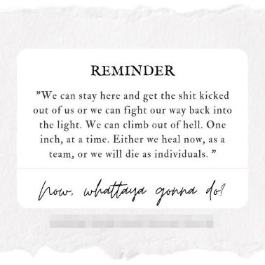 REMINDER
"We can stay here and get the shit kicked
out of us or we can fight our way back into
the light. We can climb out of hell. One
inch, at a time. Either we heal now, as a
team, or we will die as individuals. "
Now, whattaya gonna do?